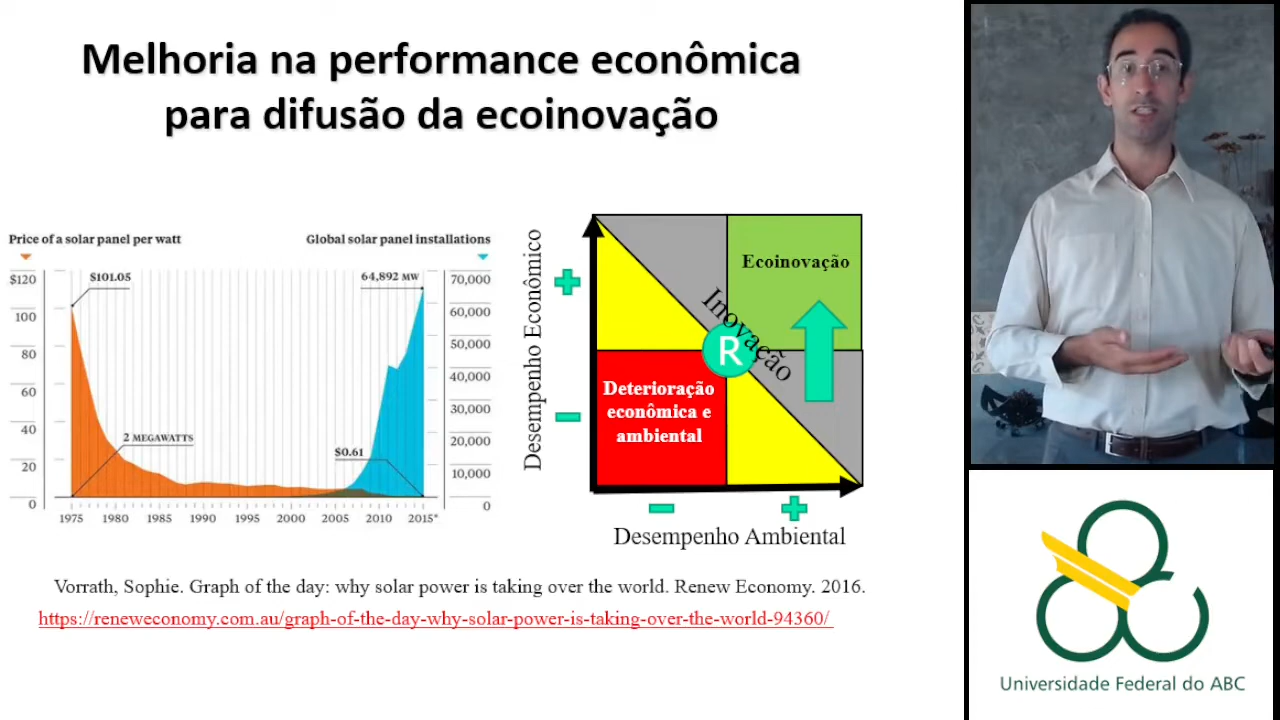 Melhoria na performance econômica
para difusão da ecoinovação
Price of a solar panel per watt
Global solar panel installations
$120
100
80
60
40
20
0
$101.05
2 MEGAWATTS
$0.61
64,892 MW
70,000
60,000
50,000
40,000
30,000
20,000
10,000
0
1975 1980 1985 1990 1995 2000 2005 2010 2015*
Desempenho Econômico
Ecoinovação
Inovação
R
Deterioração
econômica e
ambiental
Desempenho Ambiental
Vorrath, Sophie. Graph of the day: why solar power is taking over the world. Renew Economy. 2016.
https://reneweconomy.com.au/graph-of-the-day-why-solar-power-is-taking-over-the-world-94360/
Universidade Federal do ABC